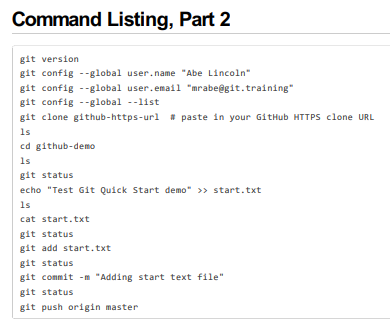 Command Listing, Part 2
git version
git config --global user.name "Abe Lincoln"
git config --global user.email "mrabe@git.training"
git config --global --list
git clone github-https-url  # paste in your GitHub HTTPS clone URL
ls
cd github-demo
ls
git status
echo "Test Git Quick Start demo" >> start.txt
ls
cat start.txt
git status
git add start.txt
git status
git commit -m "Adding start text file"
git status
git push origin master